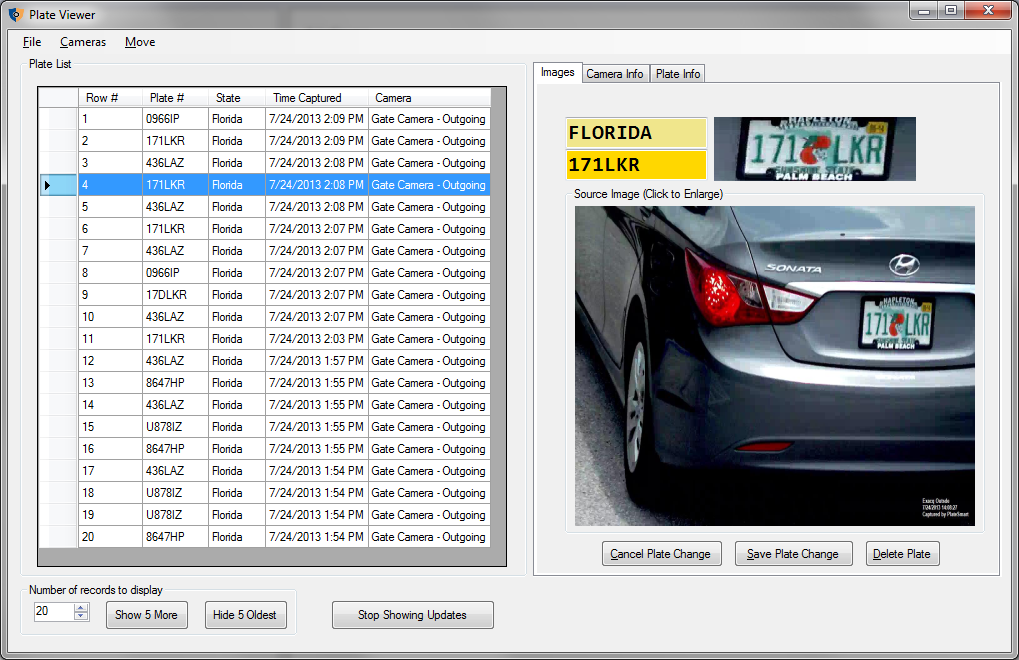 Plate Viewer
File Cameras Move
Plate List
Row # Plate # State Time Captured Camera
1 0966IP Florida 7/24/2013 2:09 PM Gate Camera - Outgoing
2 171LKR Florida 7/24/2013 2:09 PM Gate Camera - Outgoing
3 436LAZ Florida 7/24/2013 2:08 PM Gate Camera - Outgoing
4 171LKR Florida 7/24/2013 2:08 PM Gate Camera - Outgoing
5 436LAZ Florida 7/24/2013 2:08 PM Gate Camera - Outgoing
6 171LKR Florida 7/24/2013 2:07 PM Gate Camera - Outgoing
7 436LAZ Florida 7/24/2013 2:07 PM Gate Camera - Outgoing
8 0966IP Florida 7/24/2013 2:07 PM Gate Camera - Outgoing
9 17DLKR Florida 7/24/2013 2:07 PM Gate Camera - Outgoing
10 436LAZ Florida 7/24/2013 2:07 PM Gate Camera - Outgoing
11 171LKR Florida 7/24/2013 2:03 PM Gate Camera - Outgoing
12 436LAZ Florida 7/24/2013 1:57 PM Gate Camera - Outgoing
13 8647HP Florida 7/24/2013 1:55 PM Gate Camera - Outgoing
14 436LAZ Florida 7/24/2013 1:55 PM Gate Camera - Outgoing
15 U878IZ Florida 7/24/2013 1:55 PM Gate Camera - Outgoing
16 8647HP Florida 7/24/2013 1:55 PM Gate Camera - Outgoing
17 436LAZ Florida 7/24/2013 1:54 PM Gate Camera - Outgoing
18 U878IZ Florida 7/24/2013 1:54 PM Gate Camera - Outgoing
19 U878IZ Florida 7/24/2013 1:54 PM Gate Camera - Outgoing
20 8647HP Florida 7/24/2013 1:54 PM Gate Camera - Outgoing
Number of records to display
20 Show 5 More Hide 5 Oldest Stop Showing Updates
Images Camera Info Plate Info
FLORIDA
171LKR
NAPLETON
171 LKR
SUNSHINE STATE
PALM BEACH
Source Image (Click to Enlarge)
SONATA
NAPLETON
171 LKR
PALM BEACH
Exacq Outside
7/24/2013 14:08:27
Captured by PlateSmart
Cancel Plate Change Save Plate Change Delete Plate